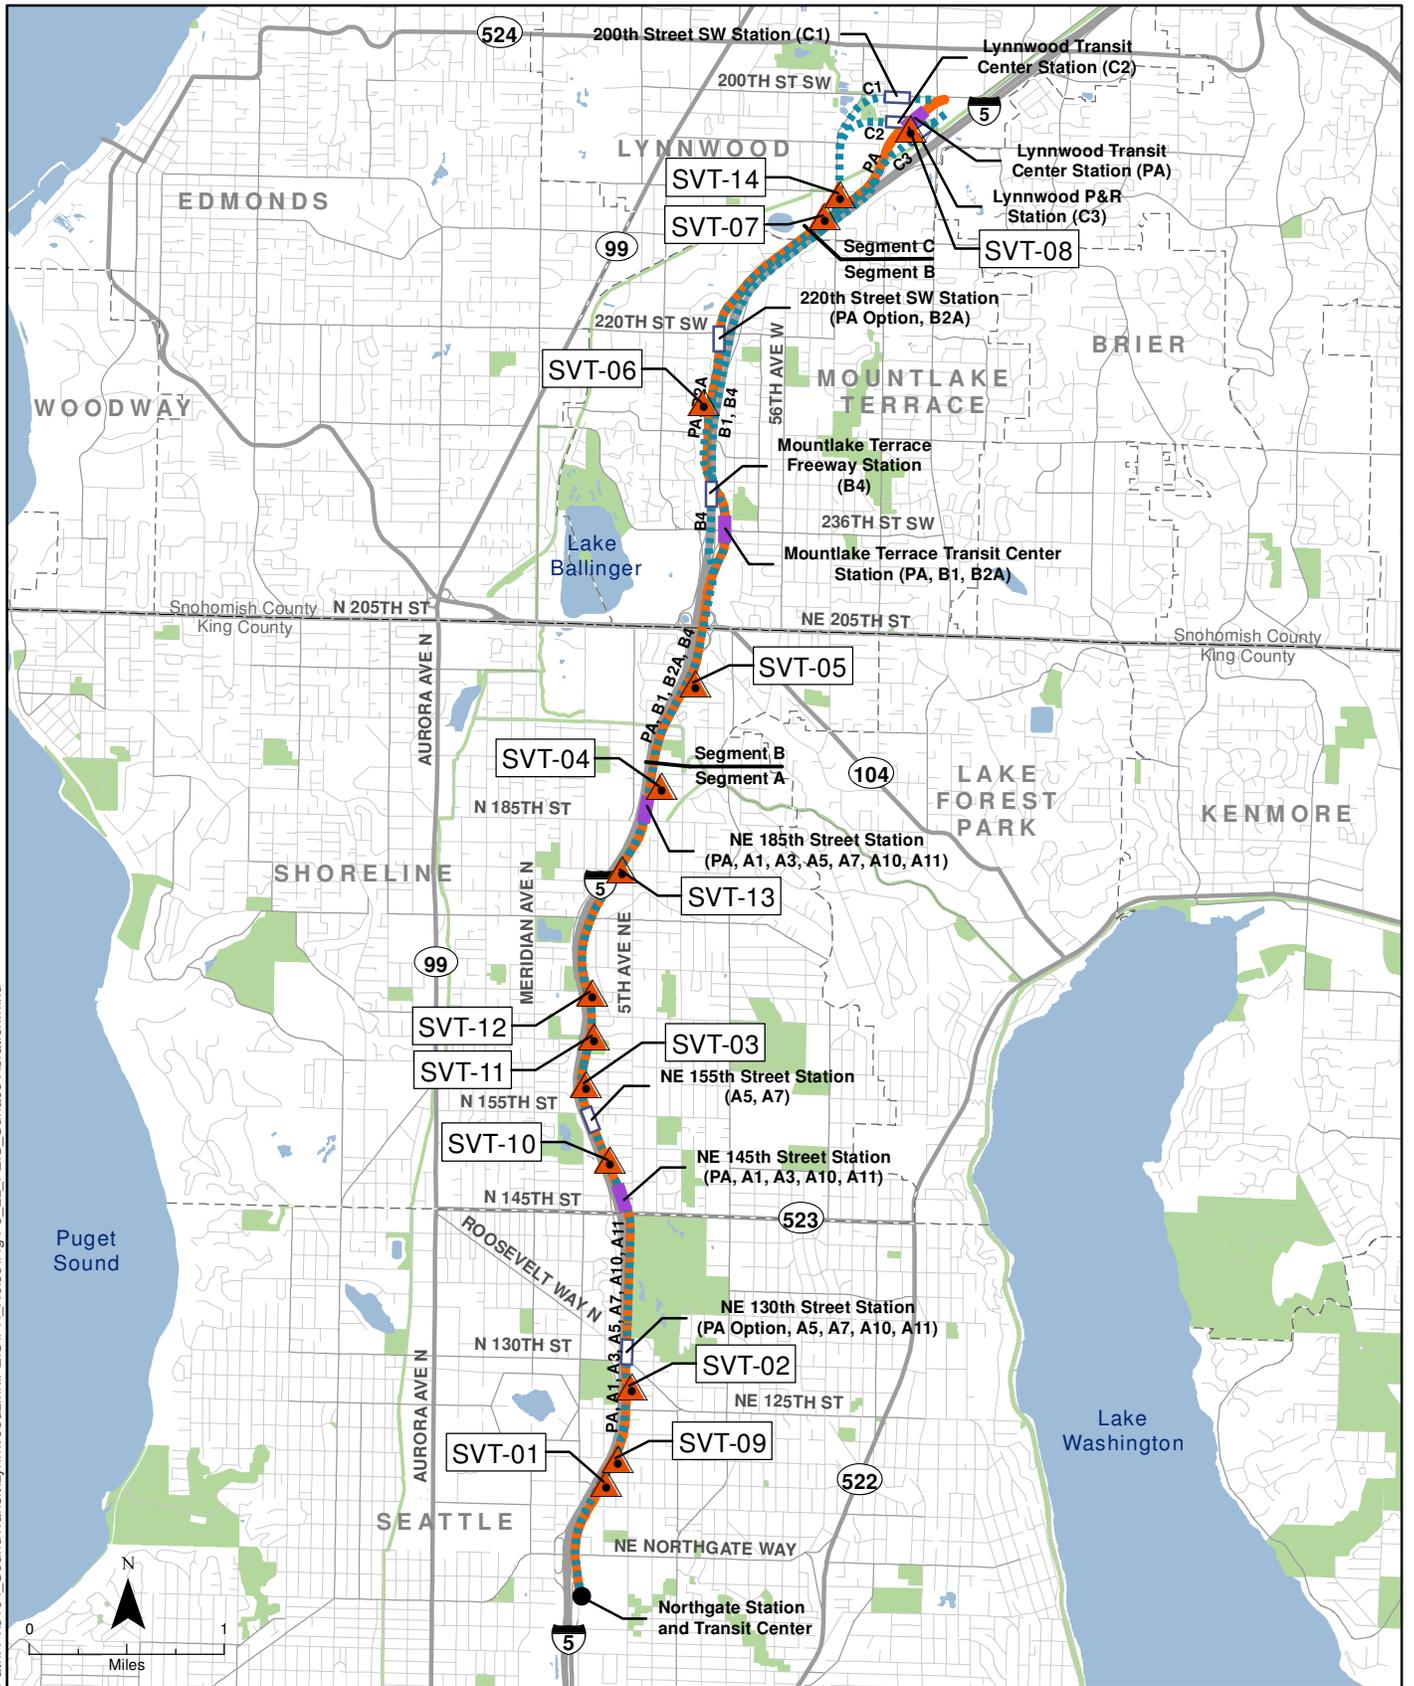 524
200th Street SW Station (C1)
Lynnwood Transit
Center Station (C2)
200TH ST SW
C1
5
C2
LYNNWOOD
PA
C3
Lynnwood Transit
Center Station (PA)
SVT-14
EDMONDS
Lynnwood P&R
Station (C3)
SVT-07
99
Segment C
Segment B
SVT-08
220th Street SW Station
(PA Option, B2A)
220TH ST SW
56TH AVE W
BRIER
SVT-06
MOUNTLAKE
TERRACE
WOODWAY
B1, B4
Mountlake Terrace
Freeway Station
(B4)
B4
236TH ST SW
Lake
Ballinger
Mountlake Terrace Transit Center
Station (PA, B1, B2A)
Snohomish County
King County
N 205TH ST
NE 205TH ST
Snohomish County
King County
AURORA AVE N
PA, B1, B2A, B4
SVT-05
SVT-04
Segment B
Segment A
104
LAKE
FOREST
PARK
KENMORE
N 185TH ST
NE 185th Street Station
(PA, A1, A3, A5, A7, A10, A11)
SHORELINE
5
SVT-13
MERIDIAN AVE N
5TH AVE NE
99
SVT-12
SVT-03
SVT-11
NE 155th Street Station
(A5, A7)
N 155TH ST
SVT-10
NE 145th Street Station
(PA, A1, A3, A10, A11)
N 145TH ST
523
ROOSEVELT WAY N
PA, A1, A3, A5, A7, A10, A11
Puget
Sound
NE 130th Street Station
(PA Option, A5, A7, A10, A11)
N 130TH ST
SVT-02
AURORA AVE N
NE 125TH ST
Lake
Washington
SVT-09
SVT-01
522
SEATTLE
NE NORTHGATE WAY
N
Northgate Station
and Transit Center
0 1
Miles
5